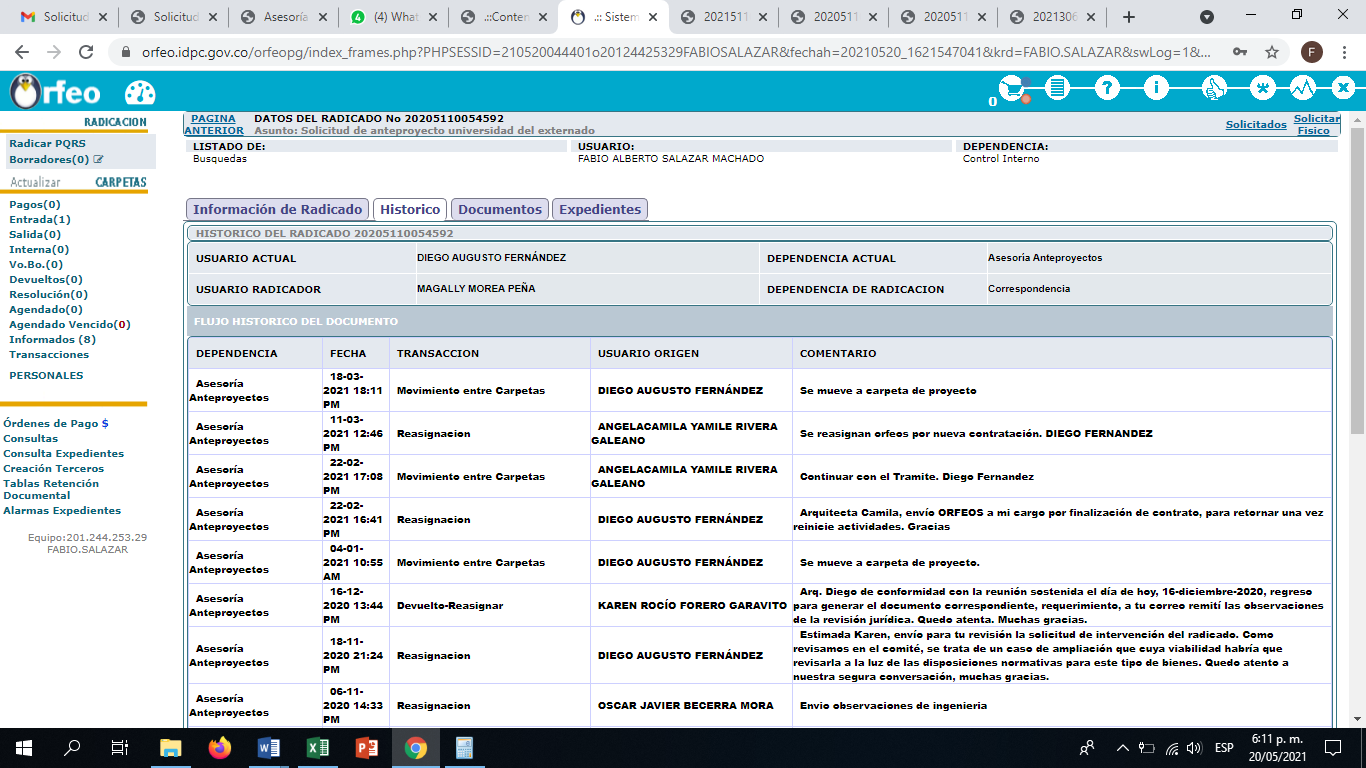 Solicitud
Solicitud
Asesoría
(4) What
.::Conten
.:: Sistem
2021511
2020511
2020511
2021306
orfeo.idpc.gov.co/orfeopg/index_frames.php?PHPSESSID=210520044401o20124425329FABIOSALAZAR&fechah=20210520_1621547041&krd=FABIO.SALAZAR&swLog=1&...
F
Orfeo
0
RADICACION
Radicar PQRS
Borradores(0)
Actualizar CARPETAS
Pagos(0)
Entrada(1)
Salida(0)
Interna(0)
Vo.Bo.(0)
Devueltos(0)
Resolución(0)
Agendado(0)
Agendado Vencido(0)
Informados (8)
Transacciones
PERSONALES
Órdenes de Pago $
Consultas
Consulta Expedientes
Creación Terceros
Tablas Retención
Documental
Alarmas Expedientes
Equipo:201.244.253.29
FABIO.SALAZAR
PAGINA
ANTERIOR
DATOS DEL RADICADO No 20205110054592
Asunto: Solicitud de anteproyecto universidad del externado
Solicitados
Solicitar
Fisico
LISTADO DE:
Busquedas
USUARIO:
FABIO ALBERTO SALAZAR MACHADO
DEPENDENCIA:
Control Interno
Información de Radicado Historico Documentos Expedientes
HISTORICO DEL RADICADO 20205110054592
USUARIO ACTUAL DIEGO AUGUSTO FERNÁNDEZ DEPENDENCIA ACTUAL Asesoría Anteproyectos
USUARIO RADICADOR MAGALLY MOREA PEÑA DEPENDENCIA DE RADICACION Correspondencia
FLUJO HISTORICO DEL DOCUMENTO
DEPENDENCIA FECHA TRANSACCION USUARIO ORIGEN COMENTARIO
Asesoría
Anteproyectos
18-03-
2021 18:11
PM
Movimiento entre Carpetas
DIEGO AUGUSTO FERNÁNDEZ
Se mueve a carpeta de proyecto
Asesoría
Anteproyectos
11-03-
2021 12:46
PM
Reasignacion
ANGELACAMILA YAMILE RIVERA
GALEANO
Se reasignan orfeos por nueva contratación. DIEGO FERNANDEZ
Asesoría
Anteproyectos
22-02-
2021 17:08
PM
Movimiento entre Carpetas
ANGELACAMILA YAMILE RIVERA
GALEANO
Continuar con el Tramite. Diego Fernandez
Asesoría
Anteproyectos
22-02-
2021 16:41
PM
Reasignacion
DIEGO AUGUSTO FERNÁNDEZ
Arquitecta Camila, envío ORFEOS a mi cargo por finalización de contrato, para retornar una vez
reinicie actividades. Gracias
Asesoría
Anteproyectos
04-01-
2021 10:55
AM
Movimiento entre Carpetas
DIEGO AUGUSTO FERNÁNDEZ
Se mueve a carpeta de proyecto.
Asesoría
Anteproyectos
16-12-
2020 13:44
PM
Devuelto-Reasignar
KAREN ROCÍO FORERO GARAVITO
Arq. Diego de conformidad con la reunión sostenida el día de hoy, 16-diciembre-2020, regreso
para generar el documento correspondiente, requerimiento, a tu correo remití las observaciones
de la revisión jurídica. Quedo atenta. Muchas gracias.
Asesoría
Anteproyectos
18-11-
2020 21:24
PM
Reasignacion
DIEGO AUGUSTO FERNÁNDEZ
Estimada Karen, envío para tu revisión la solicitud de intervención del radicado. Como
revisamos en el comité, se trata de un caso de ampliación que cuya viabilidad habría que
revisarla a la luz de las disposiciones normativas para este tipo de bienes. Quedo atento a
nuestra segura conversación, muchas gracias.
Asesoría
Anteproyectos
06-11-
2020 14:33
PM
Reasignacion
OSCAR JAVIER BECERRA MORA
Envio observaciones de ingenieria
ESP
6:11 p. m.
20/05/2021